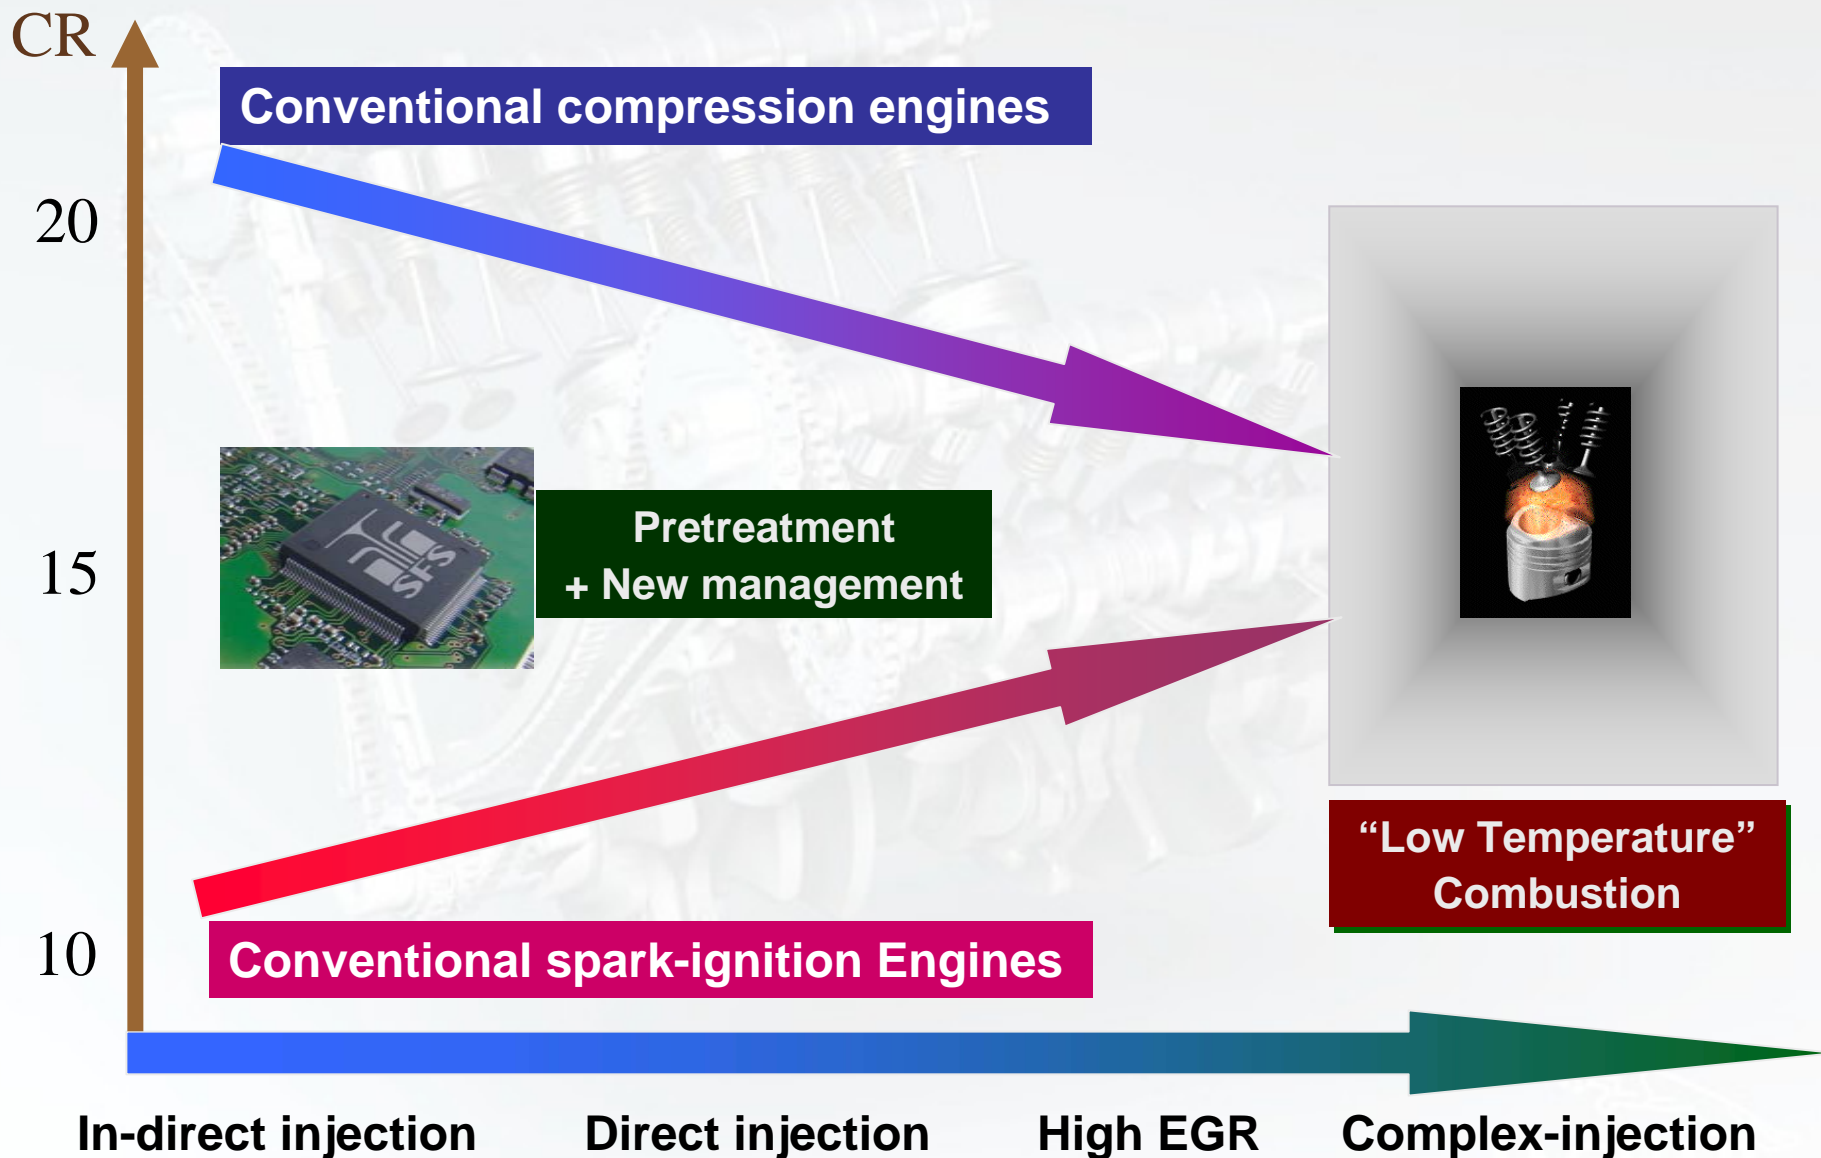 CR
Conventional compression engines
20
15
10
SFS
Pretreatment
+ New management
“Low Temperature”
Combustion
Conventional spark-ignition Engines
In-direct injection
Direct injection
High EGR
Complex-injection